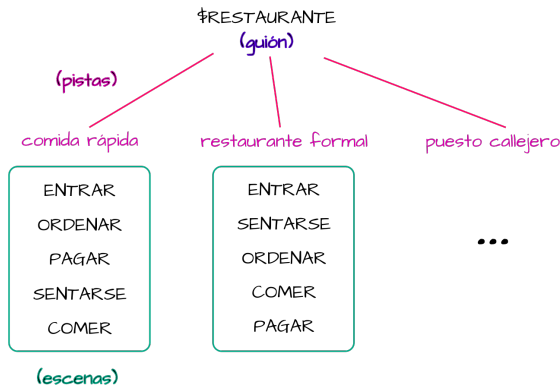 $RESTAURANTE
(guión)
(pistas)
comida rápida
restaurante formal
puesto callejero
ENTRAR
ORDENAR
PAGAR
SENTARSE
COMER
ENTRAR
SENTARSE
ORDENAR
COMER
PAGAR
...
(escenas)